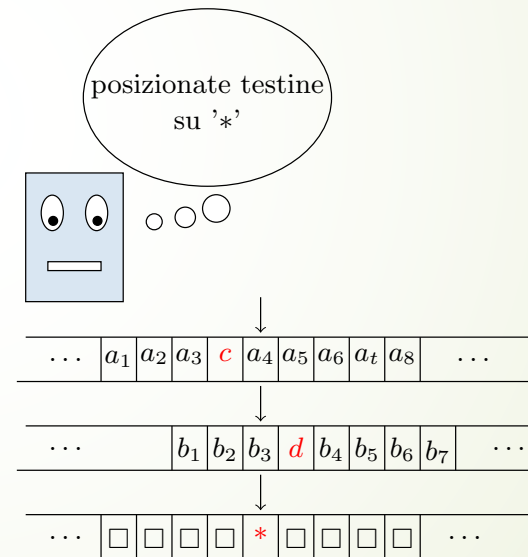 posizionate testine
su ’∗’
··· a₁ a₂ a₃ c a₄ a₅ a₆ aₜ a₈ ···
··· b₁ b₂ b₃ d b₄ b₅ b₆ b₇ ···
··· □ □ □ □ * □ □ □ □ ···